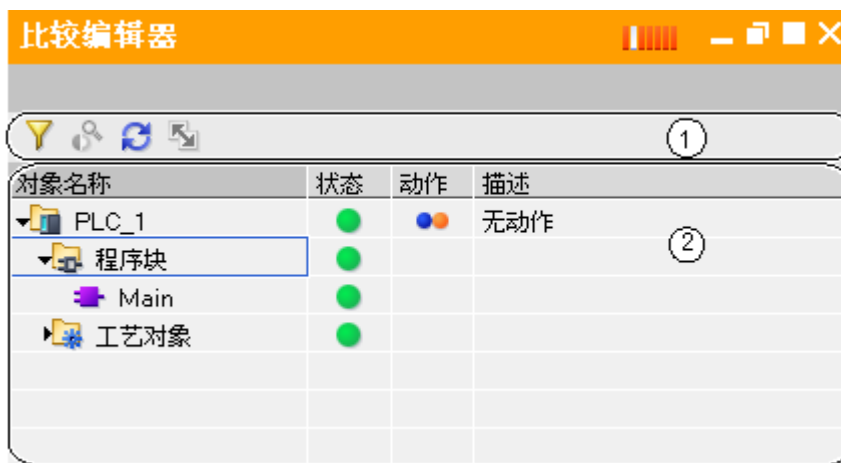 比较编辑器
①
对象名称 状态 动作 描述
PLC_1 无动作
②
程序块
Main
工艺对象